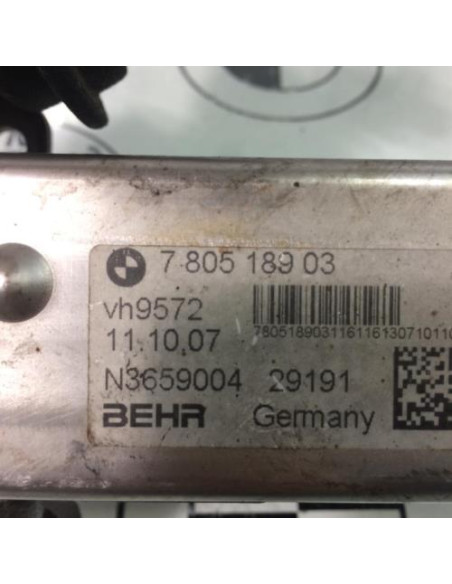 7 805 189 03
vh9572
78051890311611613071011
11.10.07
N3659004 29191
BEHR Germany